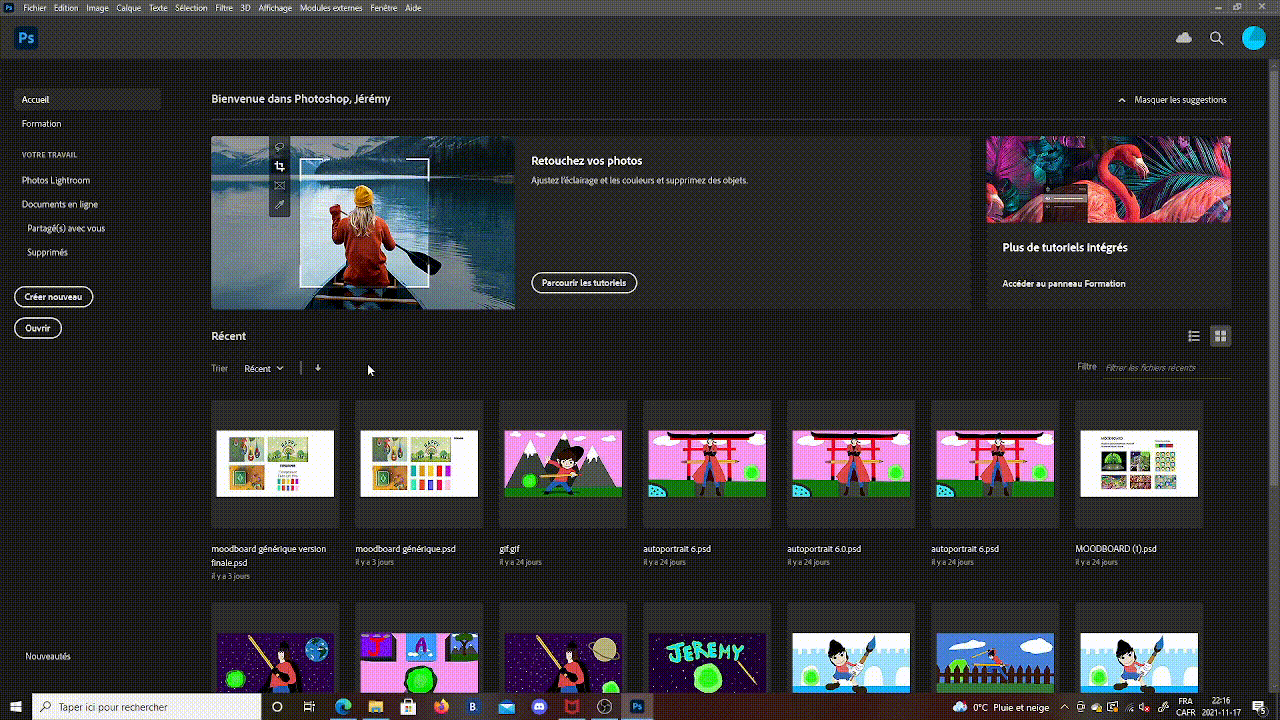 Ps Fichier Edition Image Calque Texte Sélection Filtre 3D Affichage Modules externes Fenêtre Aide
Ps
Accueil
Formation
VOTRE TRAVAIL
Photos Lightroom
Documents en ligne
Partagé(s) avec vous
Supprimés
Créer nouveau
Ouvrir
Nouveautés
Bienvenue dans Photoshop, Jérémy
Masquer les suggestions
Retouchez vos photos
Ajustez l'éclairage et les couleurs et supprimez des objets.
Parcourir les tutoriels
Plus de tutoriels intégrés
Accéder au panneau Formation
Récent
Trier Récent
Filtre Filtrer les fichiers récents
MOODBOARD
moodboard générique version finale.psd
il y a 3 jours
moodboard générique.psd
il y a 3 jours
gif.gif
il y a 24 jours
autoportrait 6.psd
il y a 24 jours
autoportrait 6.0.psd
il y a 24 jours
autoportrait 6.psd
il y a 24 jours
MOODBOARD (1).psd
il y a 24 jours
J A
JEREMY
Taper ici pour rechercher
B
Ps
0°C Pluie et neige
FRA
CAFR
22:16
2021-11-17